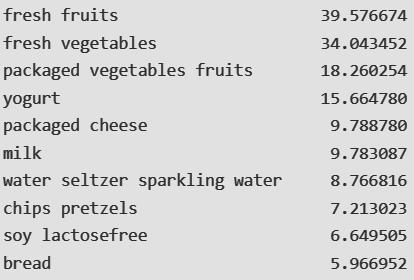 fresh fruits 39.576674
fresh vegetables 34.043452
packaged vegetables fruits 18.260254
yogurt 15.664780
packaged cheese 9.788780
milk 9.783087
water seltzer sparkling water 8.766816
chips pretzels 7.213023
soy lactosefree 6.649505
bread 5.966952